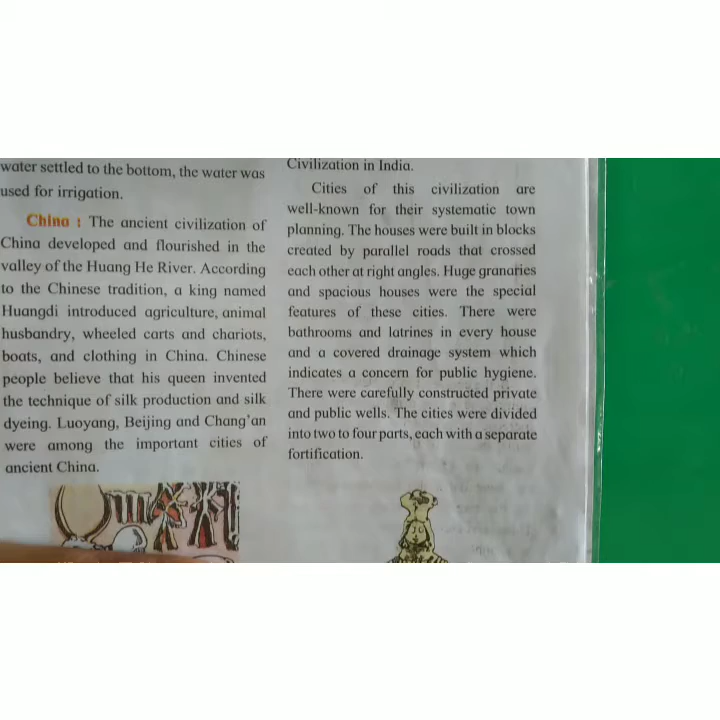 water settled to the bottom, the water was
used for irrigation.
China : The ancient civilization of
China developed and flourished in the
valley of the Huang He River. According
to the Chinese tradition, a king named
Huangdi introduced agriculture, animal
husbandry, wheeled carts and chariots,
boats, and clothing in China. Chinese
people believe that his queen invented
the technique of silk production and silk
dyeing. Luoyang, Beijing and Chang'an
were among the important cities of
ancient China.
Civilization in India.
Cities of this civilization are
well-known for their systematic town
planning. The houses were built in blocks
created by parallel roads that crossed
each other at right angles. Huge granaries
and spacious houses were the special
features of these cities. There were
bathrooms and latrines in every house
and a covered drainage system which
indicates a concern for public hygiene.
There were carefully constructed private
and public wells. The cities were divided
into two to four parts, each with a separate
fortification.